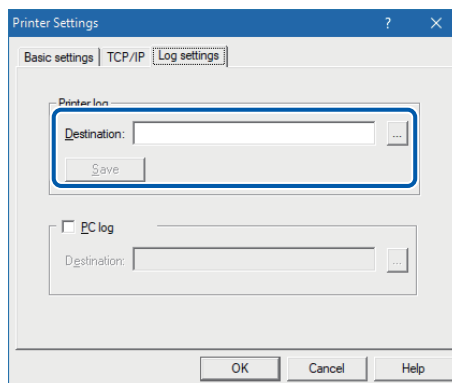 Printer Settings ? ×
Basic settings TCP/IP Log settings
Printer log
Destination: ...
Save
PC log
Destination: ...
OK Cancel Help